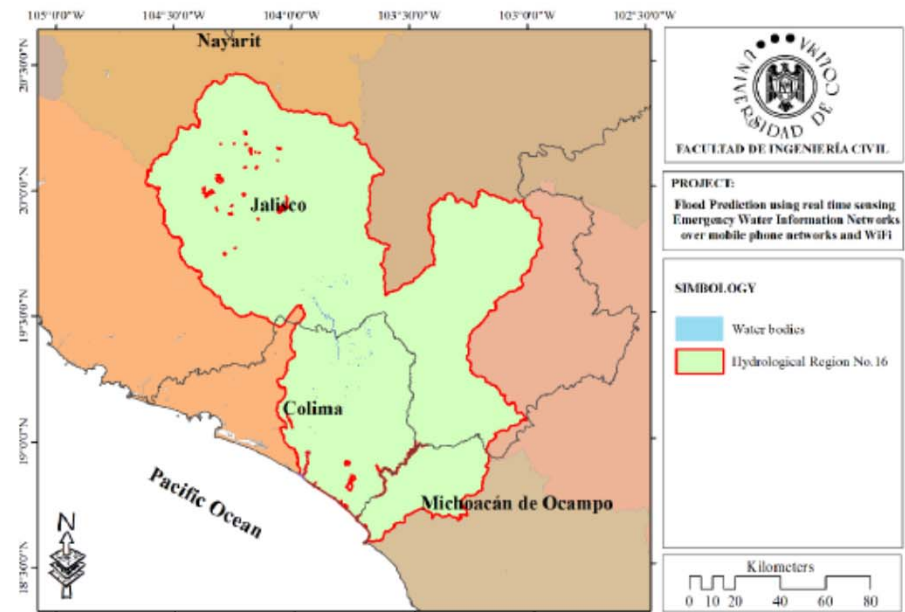 105°0'0"W 104°30'0"W 104°0'0"W 103°30'0"W 103°0'0"W 102°30'0"W
20°30'0"N
20°0'0"N
19°30'0"N
19°0'0"N
18°30'0"N
Nayarit
Jalisco
Colima
Michoacán de Ocampo
Pacific Ocean
N
UNIVERSIDAD DE COLIMA
FACULTAD DE INGENIERÍA CIVIL
PROJECT:
Flood Prediction using real time sensing
Emergency Water Information Networks
over mobile phone networks and WiFi
SIMBOLOGY
Water bodies
Hydrological Region No.16
Kilometers
0 10 20 40 60 80